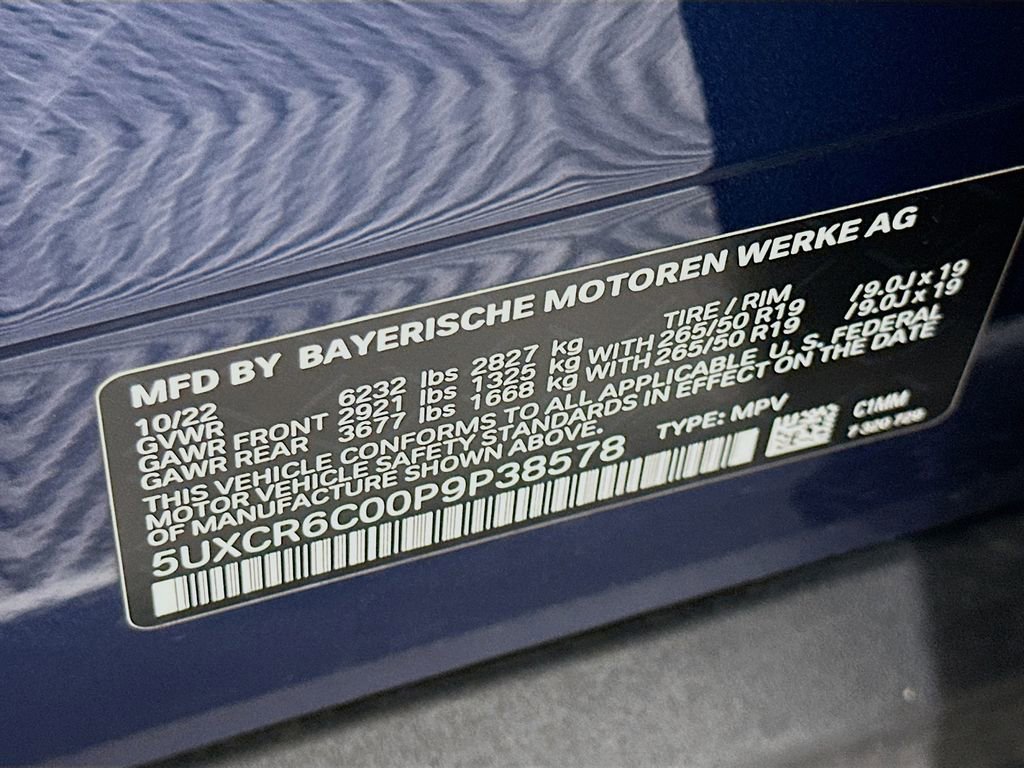 MFD BY BAYERISCHE MOTOREN WERKE AG
10/22 TIRE / RIM
GVWR 6232 lbs 2827 kg
GAWR FRONT 2921 lbs 1325 kg WITH 265/50 R19 /9.0J x 19
GAWR REAR 3677 lbs 1668 kg WITH 265/50 R19 /9.0J x 19
THIS VEHICLE CONFORMS TO ALL APPLICABLE U. S. FEDERAL
MOTOR VEHICLE SAFETY STANDARDS IN EFFECT ON THE DATE
OF MANUFACTURE SHOWN ABOVE.
5UXCR6C00P9P38578 TYPE: MPV
C1MM